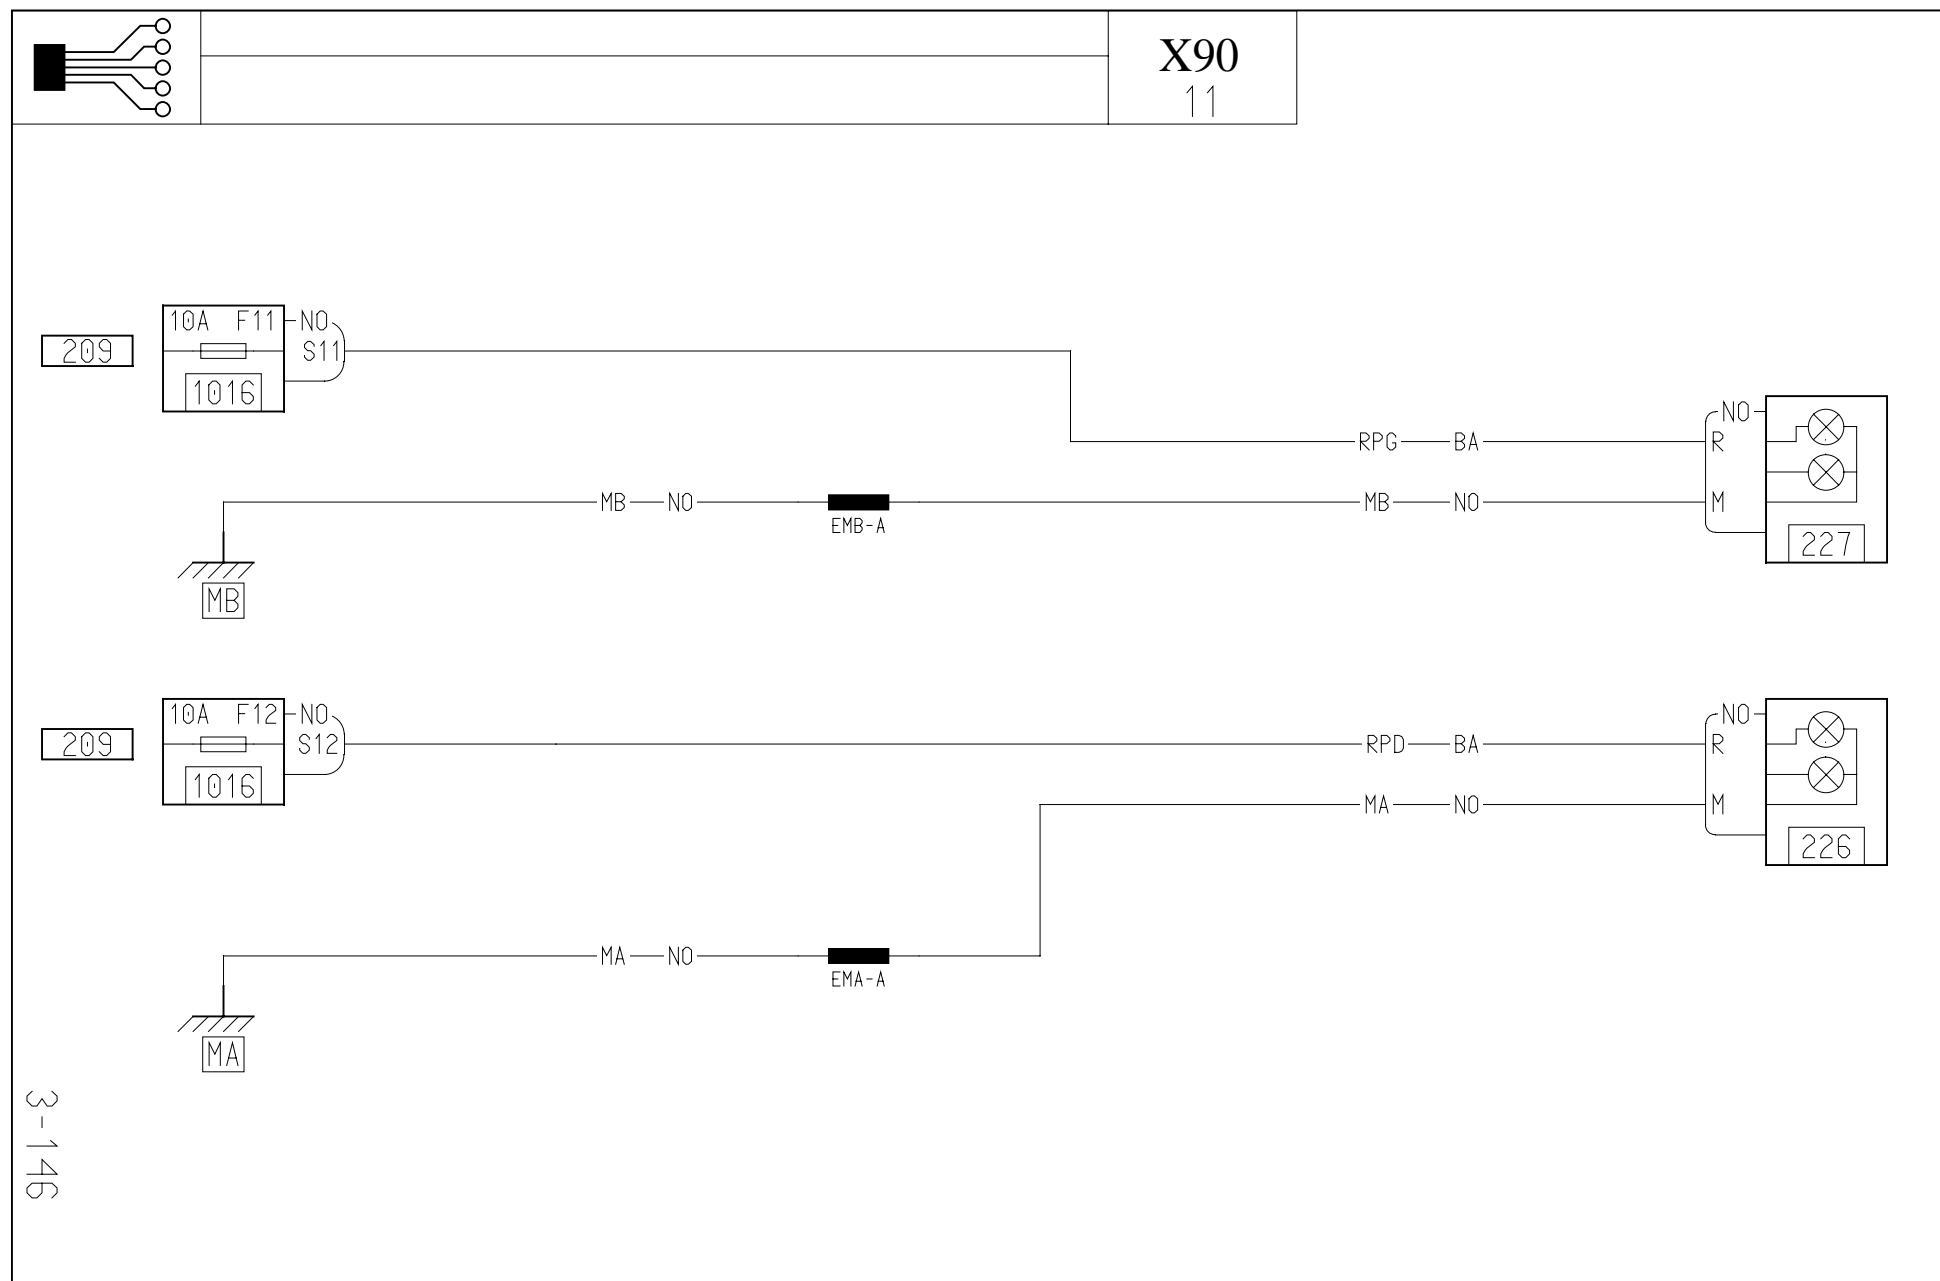 X90
11
10A F11 NO
209
S11
1016
NO
RPG BA R
MB NO MB NO M
EMB-A
227
MB
10A F12 NO NO
209
S12 RPD BA R
1016
MA NO M
226
MA NO
EMA-A
MA
3-146